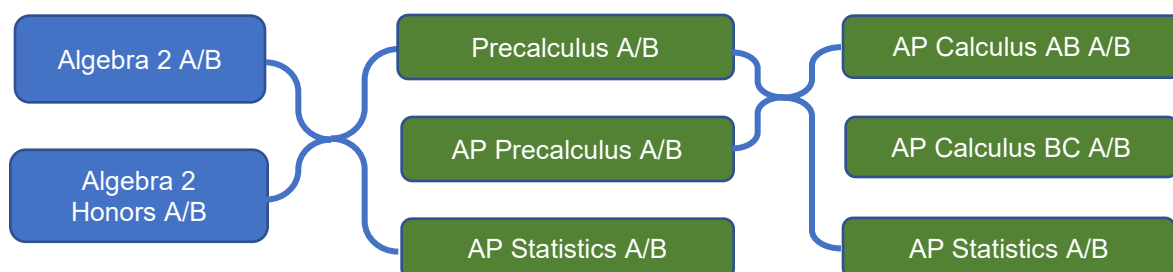 Algebra 2 A/B
Algebra 2
Honors A/B
Precalculus A/B
AP Precalculus A/B
AP Statistics A/B
AP Calculus AB A/B
AP Calculus BC A/B
AP Statistics A/B